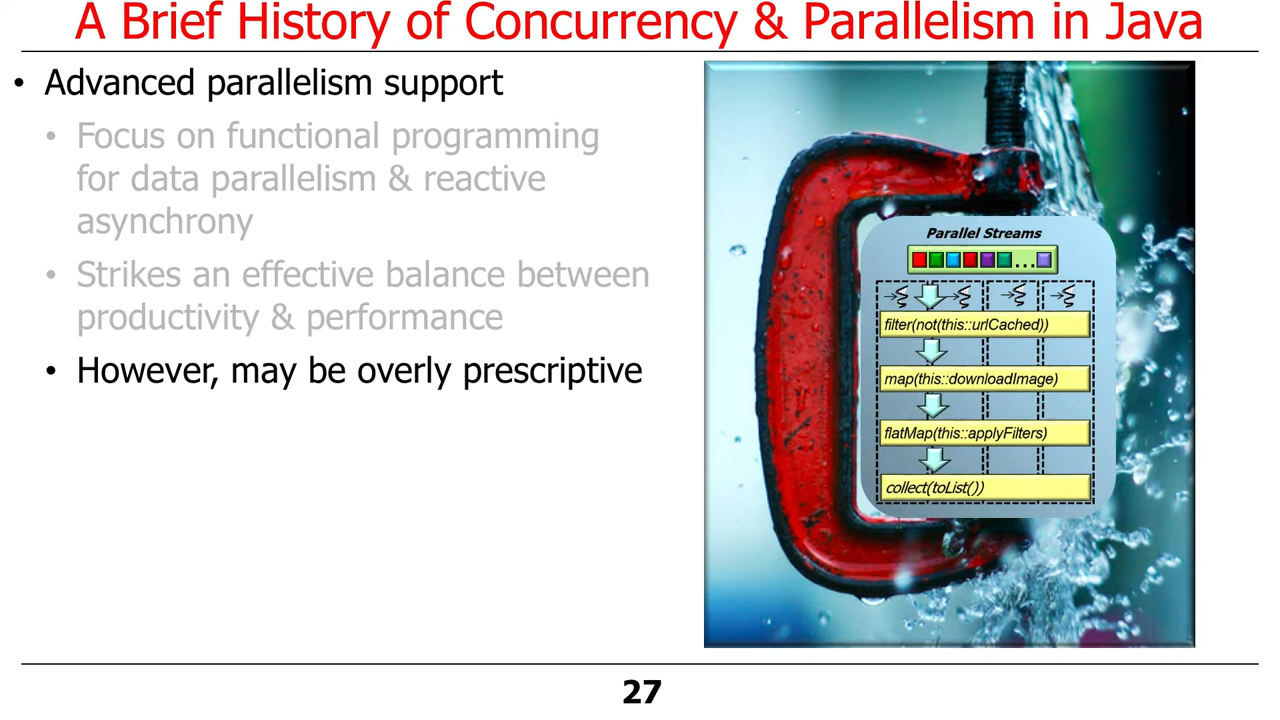 A Brief History of Concurrency & Parallelism in Java
• Advanced parallelism support
• Focus on functional programming
for data parallelism & reactive
asynchrony
• Strikes an effective balance between
productivity & performance
• However, may be overly prescriptive
Parallel Streams
...
filter(not(this::urlCached))
map(this::downloadImage)
flatMap(this::applyFilters)
collect(toList())
27